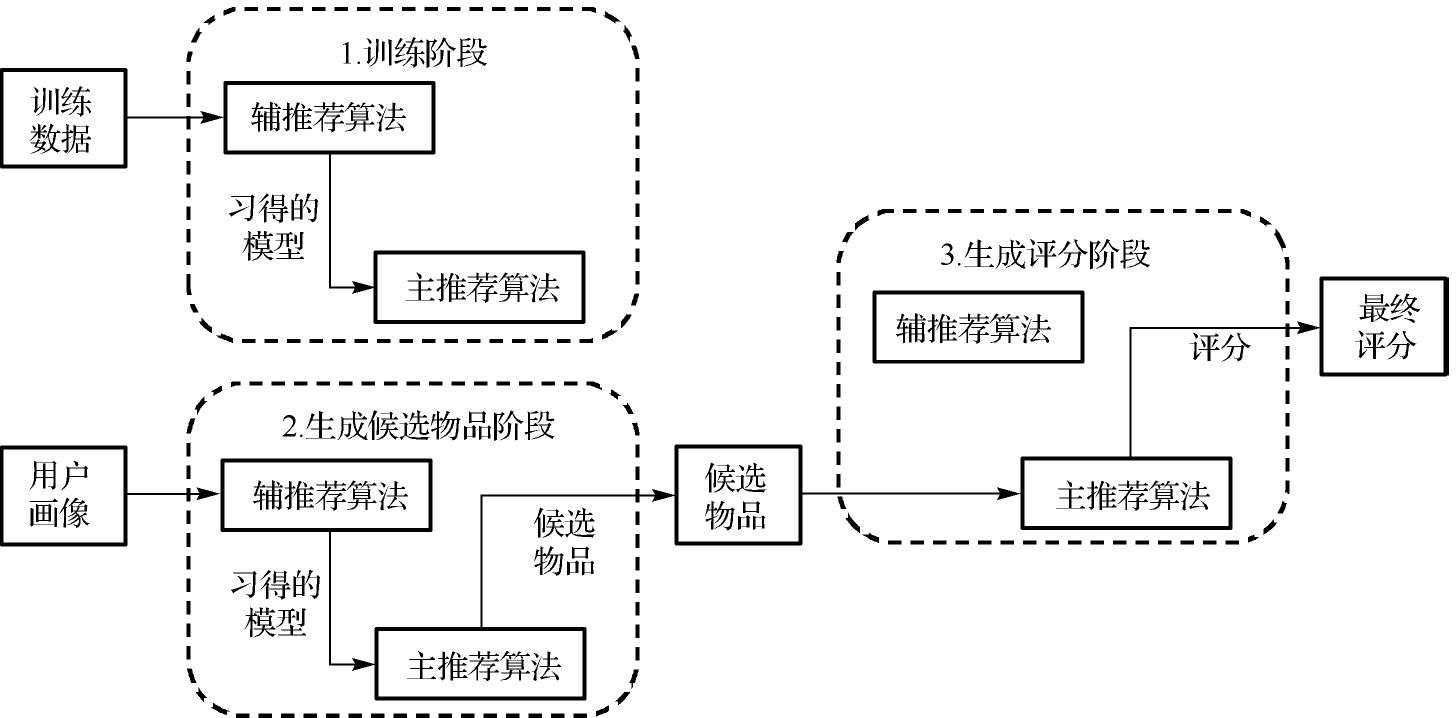 1.训练阶段
训练
数据
辅推荐算法
习得的
模型
主推荐算法
2.生成候选物品阶段
用户
画像
辅推荐算法
习得的
模型
主推荐算法
候选
物品
候选
物品
3.生成评分阶段
辅推荐算法
主推荐算法
评分
最终
评分